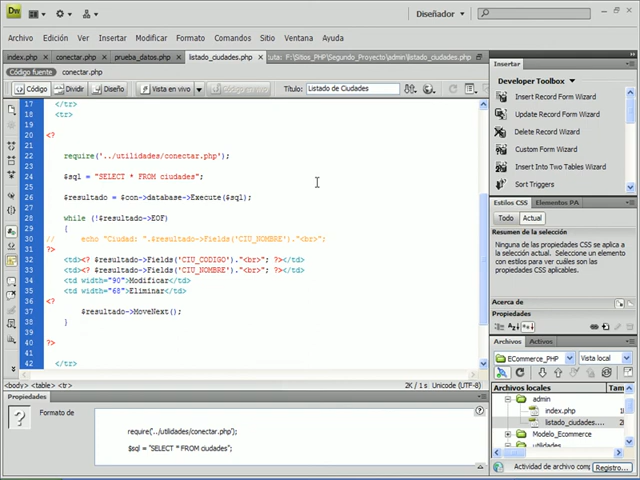 Dw
Diseñador
Archivo Edición Ver Insertar Modificar Formato Comandos Sitio Ventana Ayuda
index.php × conectar.php × prueba_datos.php × listado_ciudades.php × uta: F:\Sitios_PHP\Segundo_Proyecto\admin\listado_ciudades.php
Código fuente conectar.php
Código Dividir Diseño Vista en vivo Título: Listado de Ciudades
17 </tr>
18 <tr>
19
20 <?
21
22 require('../utilidades/conectar.php');
23
24 $sql = "SELECT * FROM ciudades";
25
26 $resultado = $con->database->Execute($sql);
27
28 while (!$resultado->EOF)
29 {
30 // echo "Ciudad: ".$resultado->Fields('CIU_NOMBRE')."<br>";
31 ?>
32 <td><? $resultado->Fields('CIU_CODIGO')."<br>"; ?></td>
33 <td><? $resultado->Fields('CIU_NOMBRE')."<br>"; ?></td>
34 <td width="90">Modificar</td>
35 <td width="68">Eliminar</td>
36 <?
37 $resultado->MoveNext();
38 }
39
40 ?>
41
42 </tr>
<body> <table> <tr>
2K / 1 s Unicode (UTF-8)
Propiedades
Formato de
require('../utilidades/conectar.php');
$sql = "SELECT * FROM ciudades";
Insertar
Developer Toolbox
Insert Record Form Wizard
Update Record Form Wizard
Delete Record Wizard
Custom Form Wizard
Insert Into Two Tables Wizard
Sort Triggers
Estilos CSS Elementos PA
Todo Actual
Resumen de la selección
Ninguna de las propiedades CSS se aplica a la selección actual. Seleccione un elemento con estilos para ver cuáles son las propiedades CSS aplicables.
Acerca de
Propiedades
Archivos Activos
ECommerce_PHP Vista local
Archivos locales
admin
index.php
listado_ciudades....
Modelo_Ecommerce
utilidades
Actividad de archivo comp Registro...